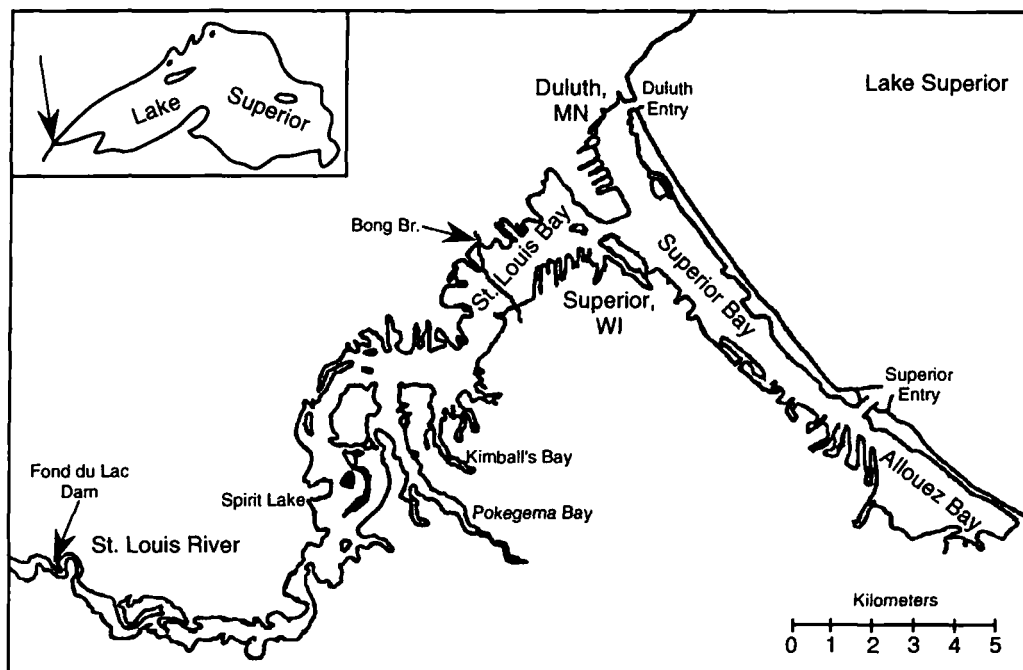 Lake
Superior
Duluth,
MN
Duluth
Entry
Lake Superior
Bong Br.
St. Louis Bay
Superior Bay
Superior,
WI
Superior
Entry
Allouez Bay
Kimball's Bay
Pokegema Bay
Spirit Lake
Fond du Lac
Dam
St. Louis River
Kilometers
0 1 2 3 4 5